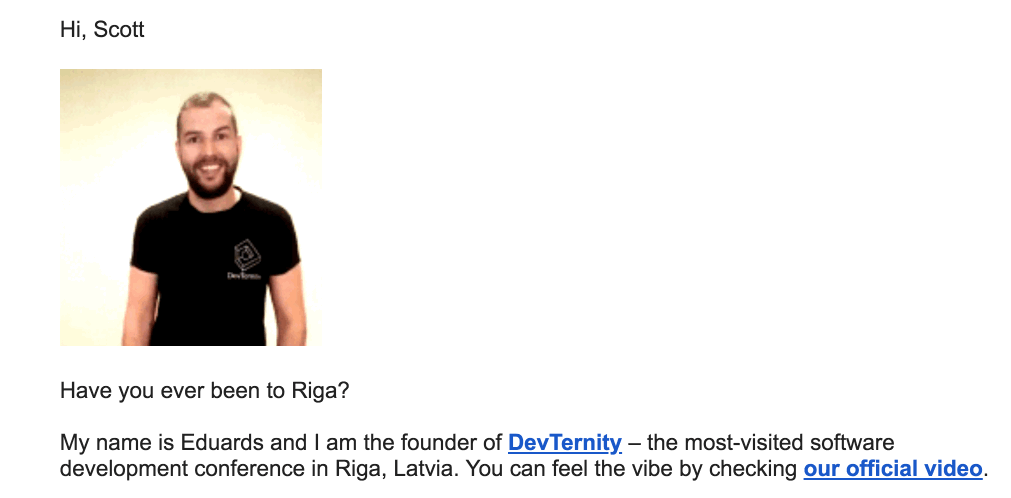 Hi, Scott
DevTernity
Have you ever been to Riga?
My name is Eduards and I am the founder of DevTernity – the most-visited software
development conference in Riga, Latvia. You can feel the vibe by checking our official video.